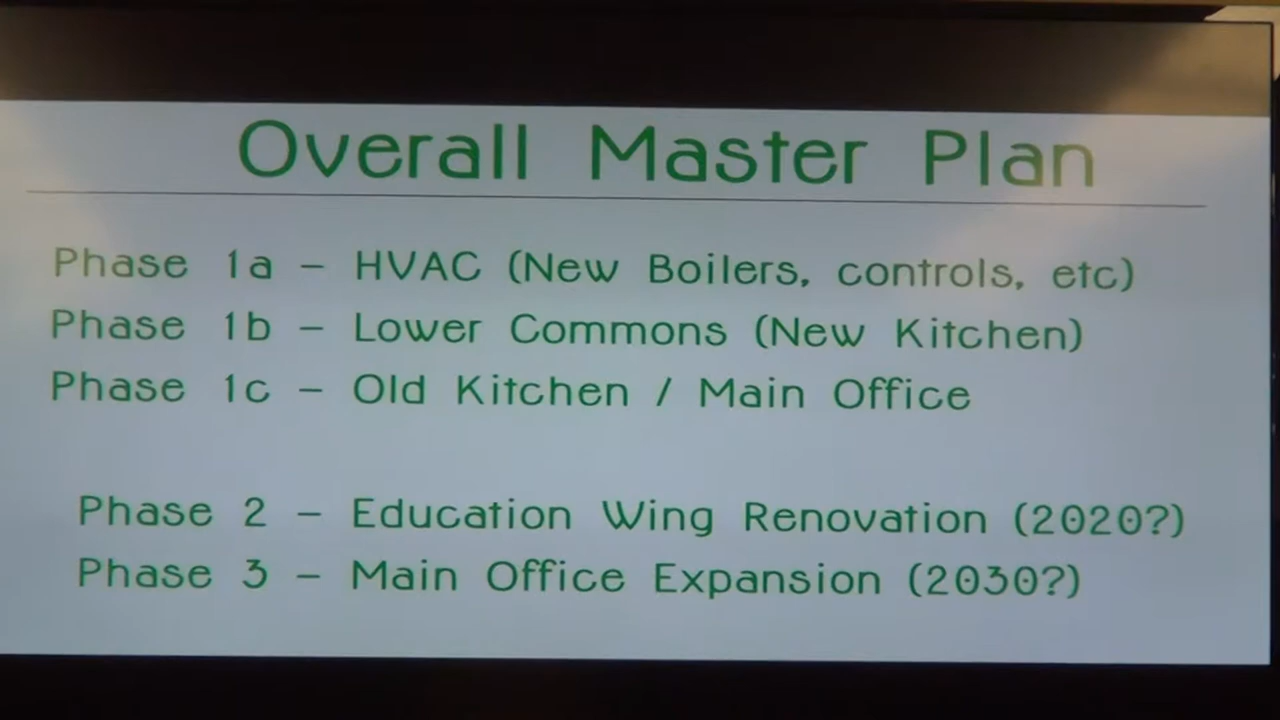 Overall Master Plan
Phase 1a – HVAC (New Boilers, controls, etc)
Phase 1b – Lower Commons (New Kitchen)
Phase 1c – Old Kitchen / Main Office
Phase 2 – Education Wing Renovation (2020?)
Phase 3 – Main Office Expansion (2030?)